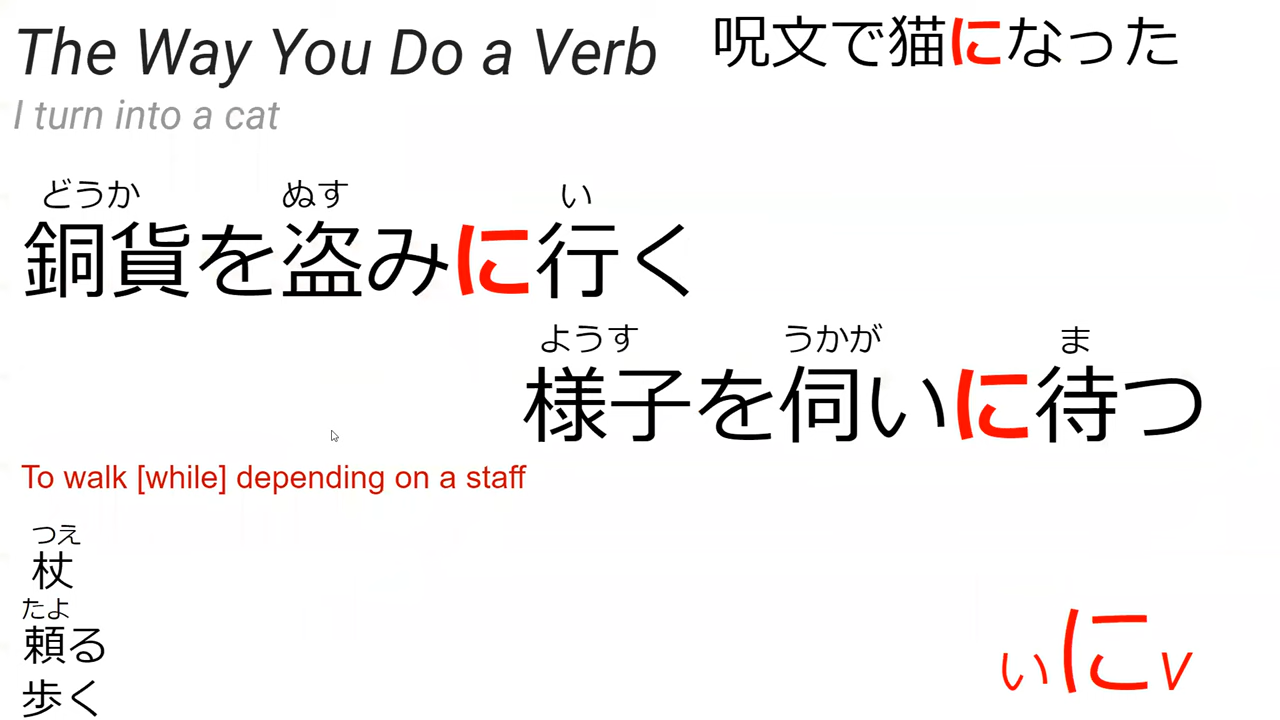 The Way You Do a Verb
呪文で猫になった
I turn into a cat
どうか ぬす い
銅貨を盗みに行く
ようす うかが ま
様子を伺いに待つ
To walk [while] depending on a staff
つえ
杖
たよ
頼る
歩く
いにV